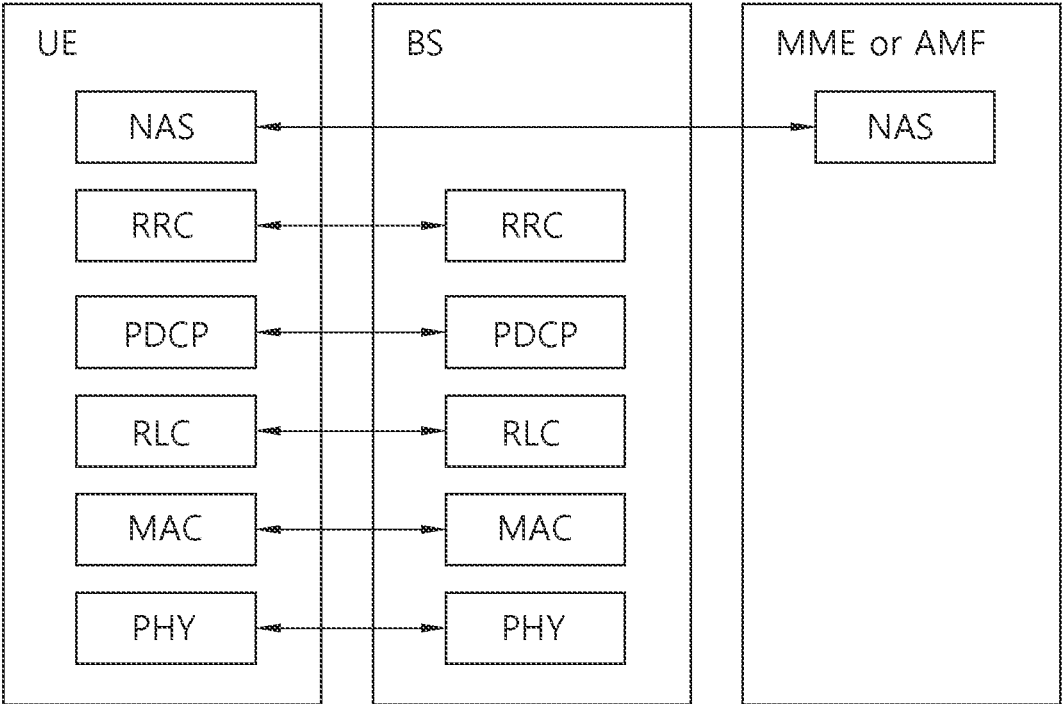 UE BS MME or AMF
NAS NAS
RRC RRC
PDCP PDCP
RLC RLC
MAC MAC
PHY PHY